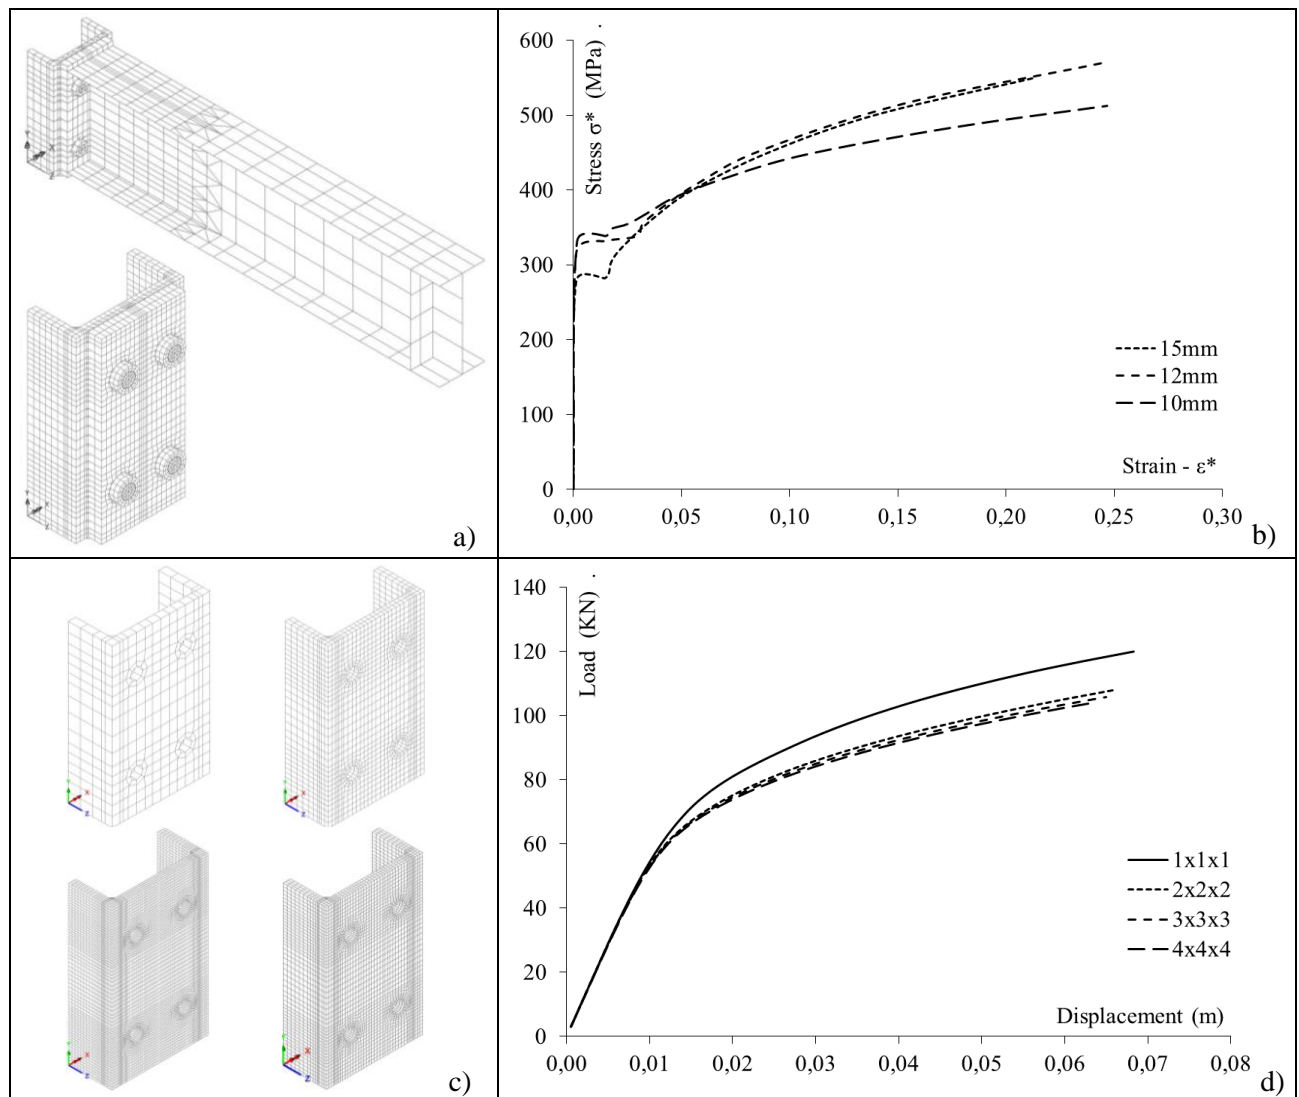 a)
Y
X
Z
Y
X
Z
600
500
400
300
200
100
0
Stress σ* (MPa) .
15mm
12mm
10mm
Strain - ε*
0,00 0,05 0,10 0,15 0,20 0,25 0,30
b)
Y
X
Z
Y
X
Z
Y
X
Z
Y
X
Z
c)
140
120
100
80
60
40
20
0
Load (KN) .
1x1x1
2x2x2
3x3x3
4x4x4
Displacement (m)
0,00 0,01 0,02 0,03 0,04 0,05 0,06 0,07 0,08
d)